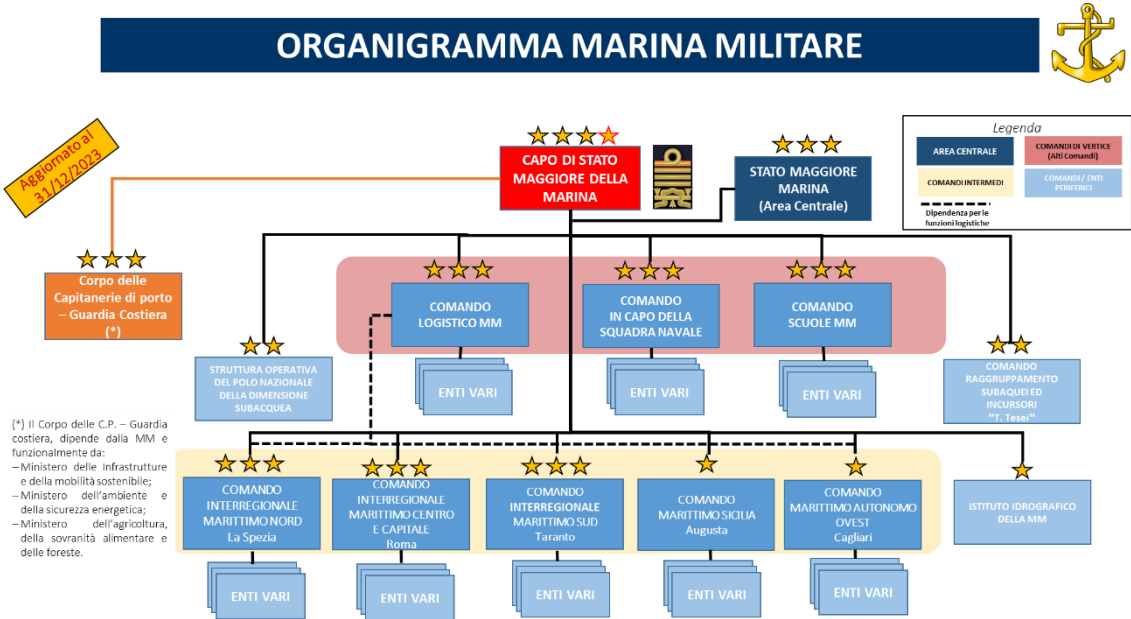 ORGANIGRAMMA MARINA MILITARE
Aggiornato al
31/12/2023
CAPO DI STATO
MAGGIORE DELLA
MARINA
STATO MAGGIORE
MARINA
(Area Centrale)
Legenda
AREA CENTRALE
COMANDI DI VERTICE
(Alti Comandi)
COMANDI INTERMEDI
COMANDI / ENTI
PERIFERICI
Dipendenza per le
funzioni logistiche
Corpo delle
Capitanerie di porto
– Guardia Costiera
(*)
COMANDO
LOGISTICO MM
COMANDO
IN CAPO DELLA
SQUADRA NAVALE
COMANDO
SCUOLE MM
ENTI VARI
ENTI VARI
ENTI VARI
STRUTTURA OPERATIVA
DEL POLO NAZIONALE
DELLA DIMENSIONE
SUBACQUEA
COMANDO
RAGGRUPPAMENTO
SUBAQUEI ED
INCURSORI
"T. Tesei"
(*) Il Corpo delle C.P. – Guardia
costiera, dipende dalla MM e
funzionalmente da:
– Ministero delle Infrastrutture
e della mobilità sostenibile;
– Ministero dell'ambiente e
della sicurezza energetica;
– Ministero dell'agricoltura,
della sovranità alimentare e
delle foreste.
COMANDO
INTERREGIONALE
MARITTIMO NORD
La Spezia
COMANDO
INTERREGIONALE
MARITTIMO CENTRO
E CAPITALE
Roma
COMANDO
INTERREGIONALE
MARITTIMO SUD
Taranto
COMANDO
MARITTIMO SICILIA
Augusta
COMANDO
MARITTIMO AUTONOMO
OVEST
Cagliari
ISTITUTO IDROGRAFICO
DELLA MM
ENTI VARI
ENTI VARI
ENTI VARI
ENTI VARI
ENTI VARI